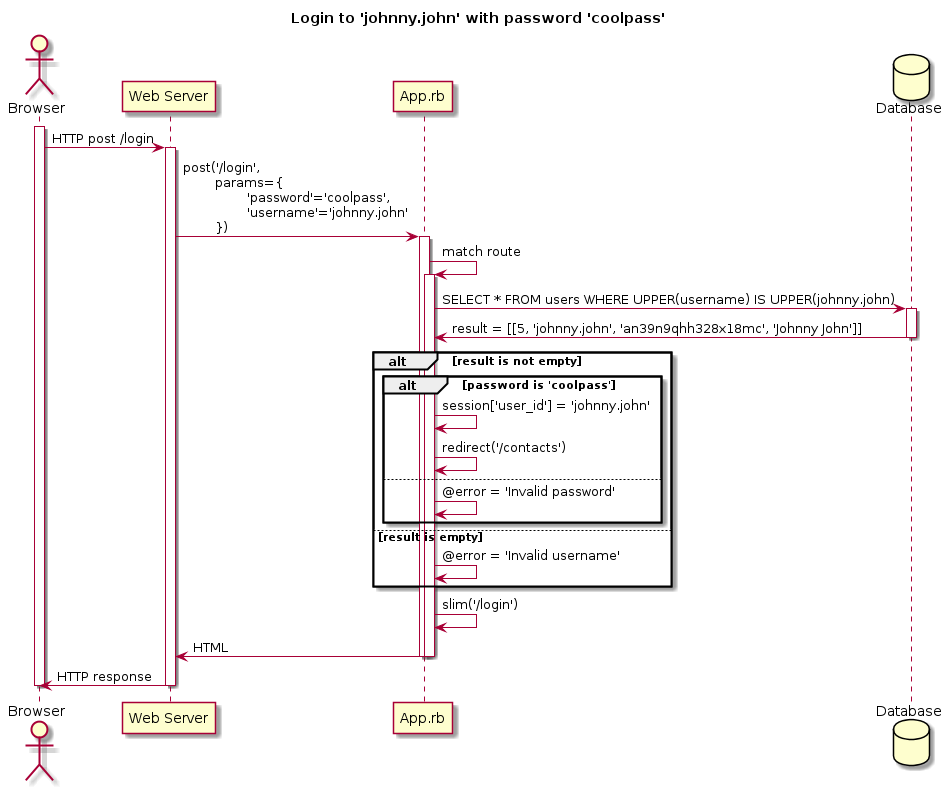 Login to 'johnny.john' with password 'coolpass'
Browser
Web Server
App.rb
Database
HTTP post /login
post('/login',
params={
'password'='coolpass',
'username'='johnny.john'
})
match route
SELECT * FROM users WHERE UPPER(username) IS UPPER(johnny.john)
result = [[5, 'johnny.john', 'an39n9qhh328x18mc', 'Johnny John']]
alt [result is not empty]
alt [password is 'coolpass']
session['user_id'] = 'johnny.john'
redirect('/contacts')
@error = 'Invalid password'
[result is empty]
@error = 'Invalid username'
slim('/login')
HTML
HTTP response
Browser
Web Server
App.rb
Database